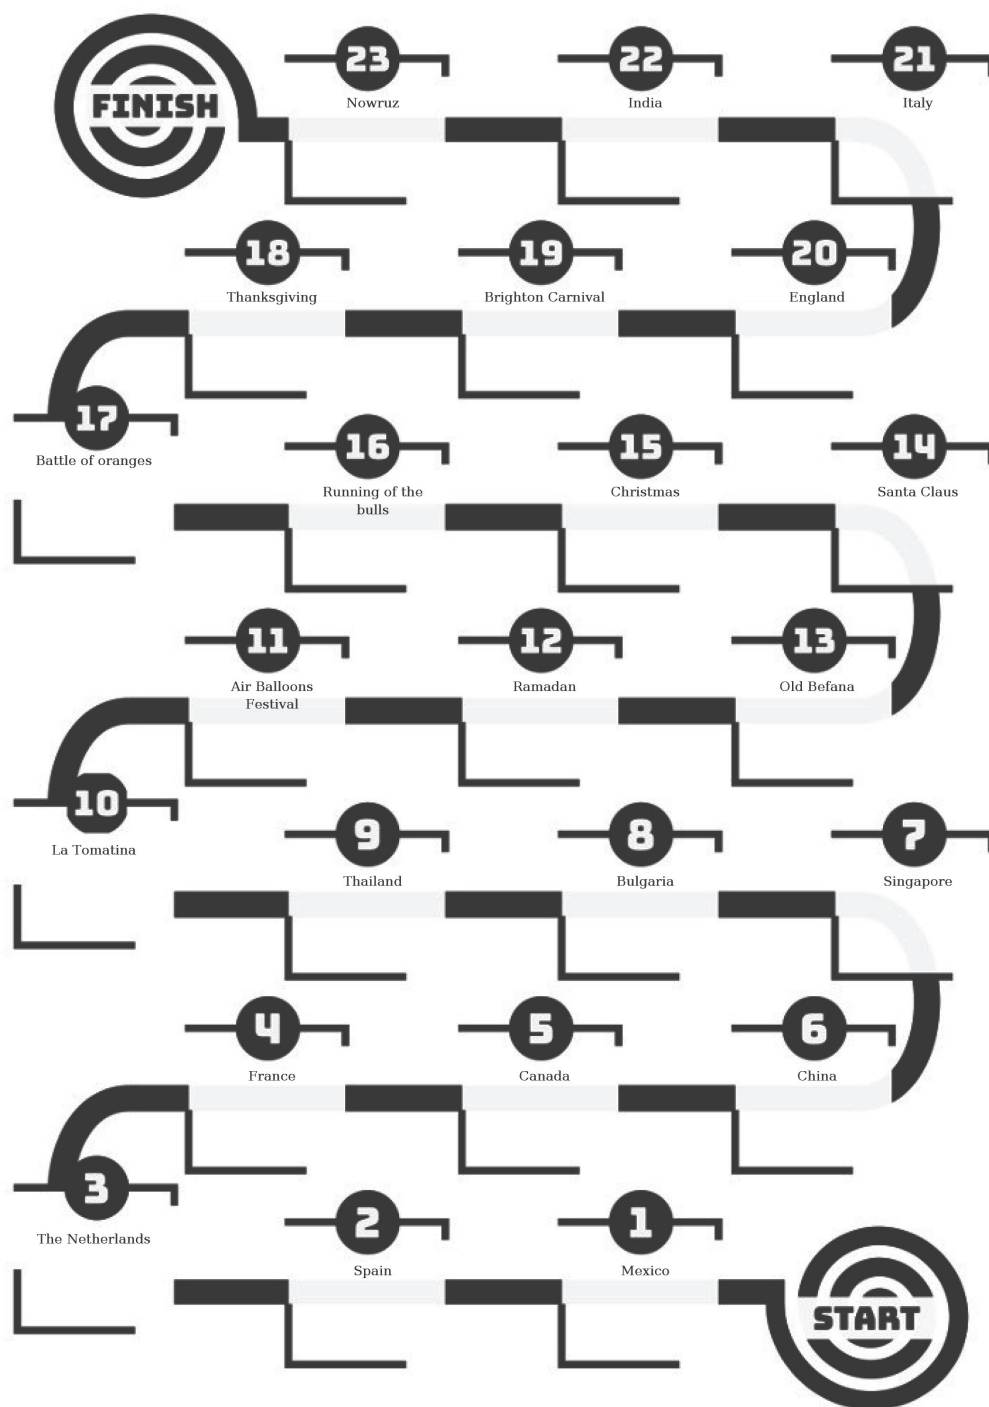 FINISH
23
22
21
Nowruz
India
Italy
18
19
20
Thanksgiving
Brighton Carnival
England
17
16
15
14
Battle of oranges
Running of the
bulls
Christmas
Santa Claus
11
12
13
Air Balloons
Festival
Ramadan
Old Befana
10
9
8
7
La Tomatina
Thailand
Bulgaria
Singapore
4
5
6
France
Canada
China
3
2
1
The Netherlands
Spain
Mexico
START